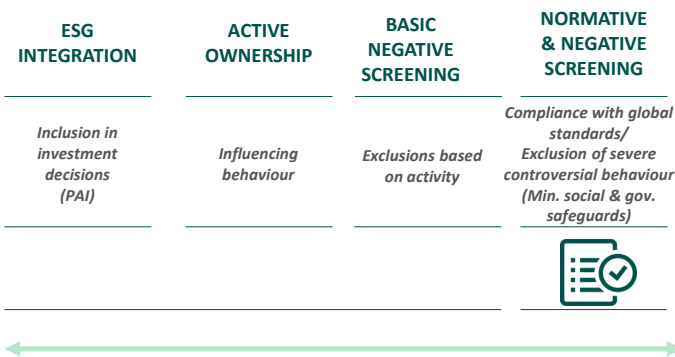 ESG
INTEGRATION
ACTIVE
OWNERSHIP
BASIC
NEGATIVE
SCREENING
NORMATIVE
& NEGATIVE
SCREENING
Inclusion in
investment
decisions
(PAI)
Influencing
behaviour
Exclusions based
on activity
Compliance with global
standards/
Exclusion of severe
controversial behaviour
(Min. social & gov.
safeguards)